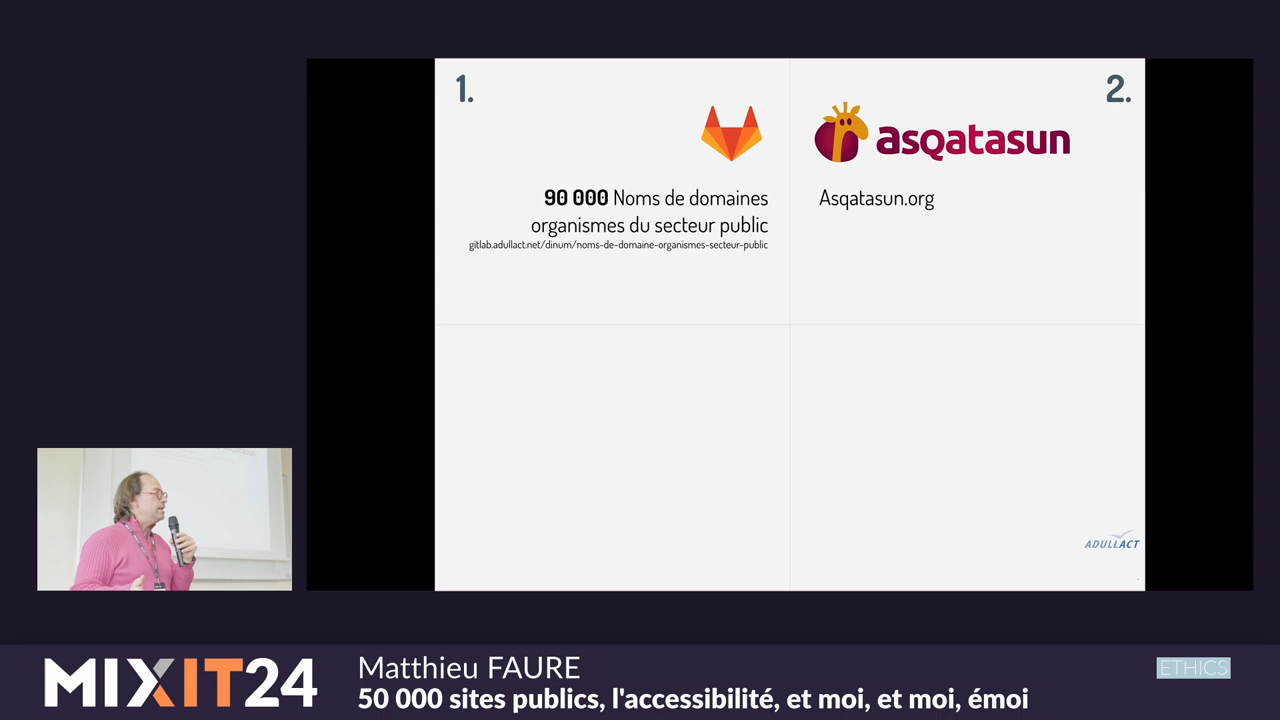 1.
90 000 Noms de domaines
organismes du secteur public
gitlab.adullact.net/dinum/noms-de-domaine-organismes-secteur-public
2.
asqatasun
Asqatasun.org
ADULLACT
MIXIT24
Matthieu FAURE
50 000 sites publics, l'accessibilité, et moi, et moi, émoi
ETHICS